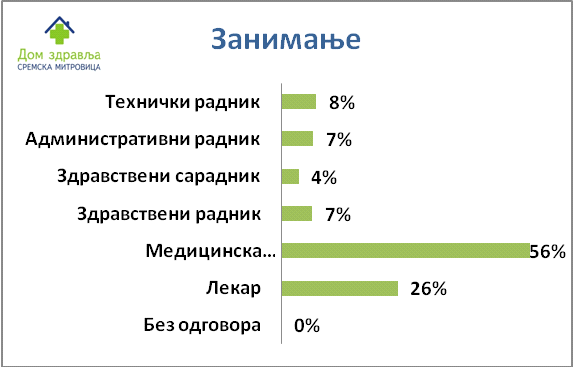 Дом здравља
СРЕМСКА МИТРОВИЦА
Занимање
Технички радник 8%
Административни радник 7%
Здравствени сарадник 4%
Здравствени радник 7%
Медицинска... 56%
Лекар 26%
Без одговора 0%